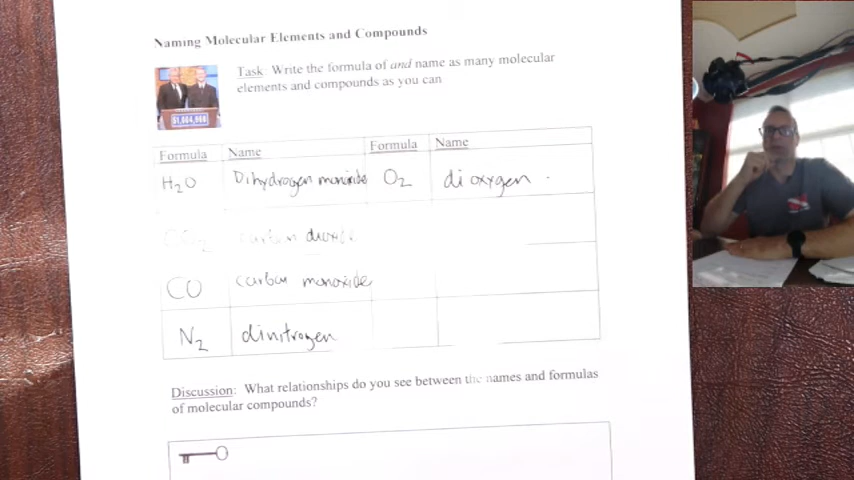 Naming Molecular Elements and Compounds
Task: Write the formula of and name as many molecular
elements and compounds as you can
Formula Name Formula Name
H2O Dihydrogen monoxide O2 dioxygen
CO2 carbon dioxide
CO carbon monoxide
N2 dinitrogen
Discussion: What relationships do you see between the names and formulas
of molecular compounds?